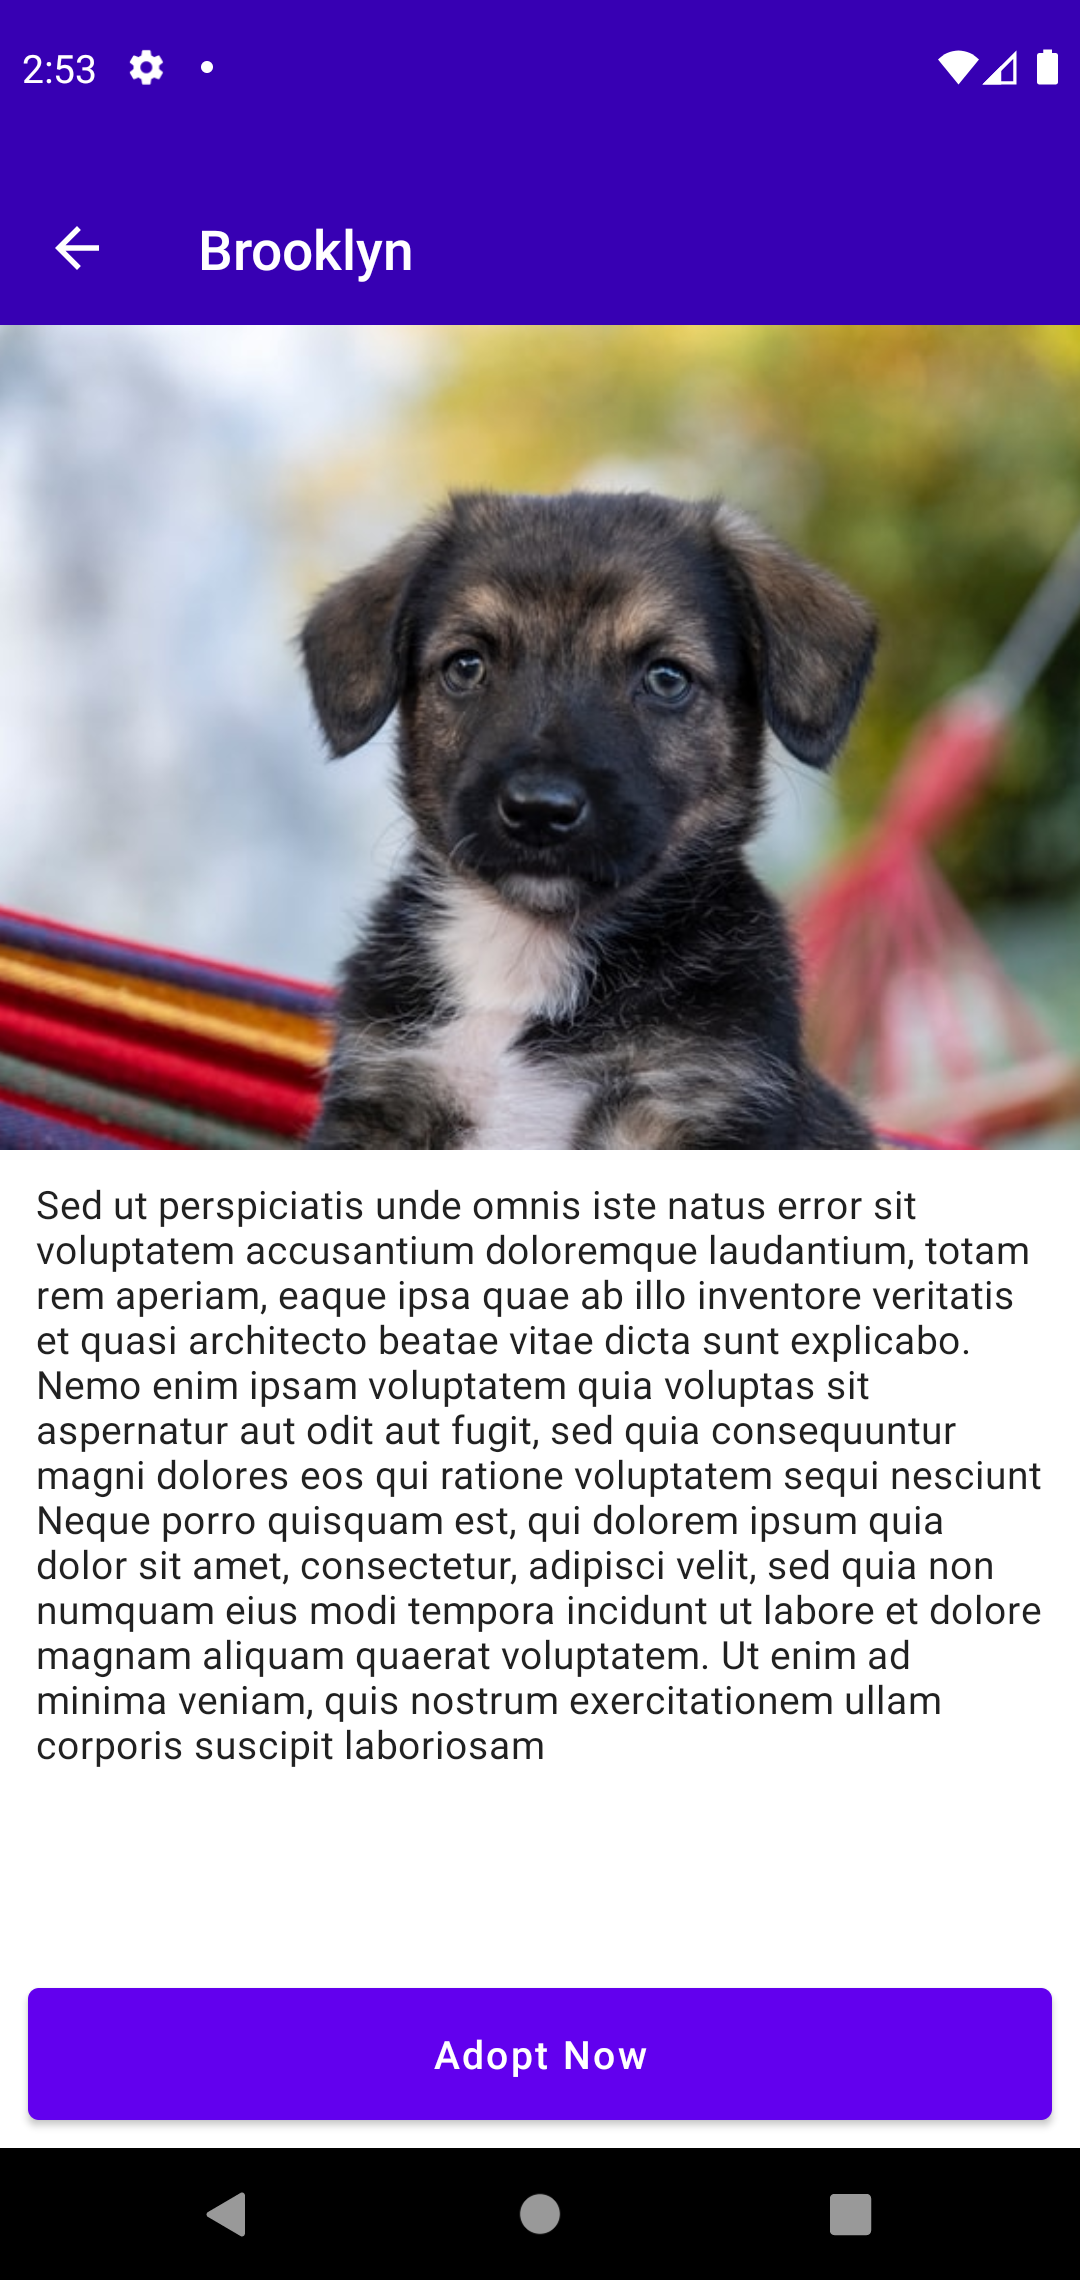 2:53
Brooklyn
Sed ut perspiciatis unde omnis iste natus error sit
voluptatem accusantium doloremque laudantium, totam
rem aperiam, eaque ipsa quae ab illo inventore veritatis
et quasi architecto beatae vitae dicta sunt explicabo.
Nemo enim ipsam voluptatem quia voluptas sit
aspernatur aut odit aut fugit, sed quia consequuntur
magni dolores eos qui ratione voluptatem sequi nesciunt
Neque porro quisquam est, qui dolorem ipsum quia
dolor sit amet, consectetur, adipisci velit, sed quia non
numquam eius modi tempora incidunt ut labore et dolore
magnam aliquam quaerat voluptatem. Ut enim ad
minima veniam, quis nostrum exercitationem ullam
corporis suscipit laboriosam
Adopt Now